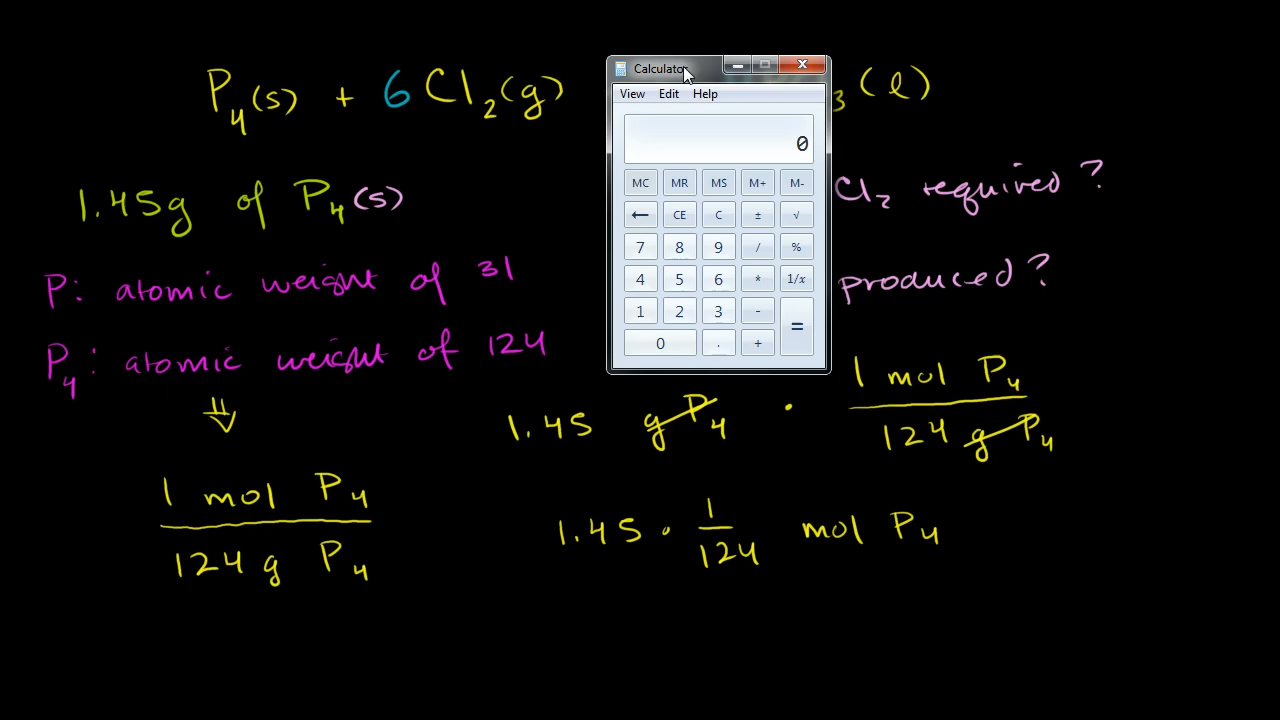 P₄(s) + 6Cl₂(g) ₃(l)
1.45g of P₄(s) Cl₂ required?
P: atomic weight of 31 produced?
P₄: atomic weight of 124
⇓
1 mol P₄
124 g P₄
1.45 g P₄ · 1 mol P₄
124 g P₄
1.45 · 1/124 mol P₄
Calculator
View Edit Help
0
MC MR MS M+ M-
← CE C ± √
7 8 9 / %
4 5 6 * 1/x
1 2 3 - =
0 . +